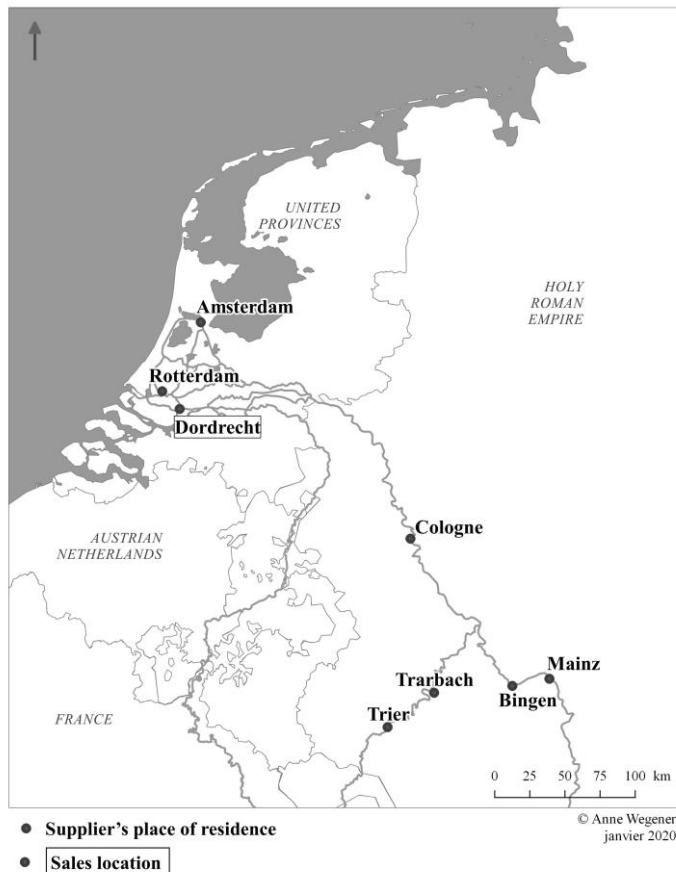 UNITED
PROVINCES
HOLY
ROMAN
EMPIRE
Amsterdam
Rotterdam
Dordrecht
AUSTRIAN
NETHERLANDS
Cologne
Mainz
Trarbach
Bingen
FRANCE
Trier
0 25 50 75 100 km
© Anne Wegener
janvier 2020
Supplier's place of residence
Sales location